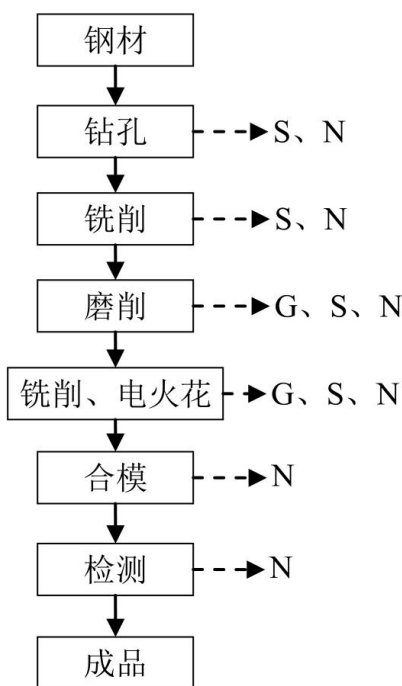 钢材
钻孔 S、N
铣削 S、N
磨削 G、S、N
铣削、电火花 G、S、N
合模 N
检测 N
成品